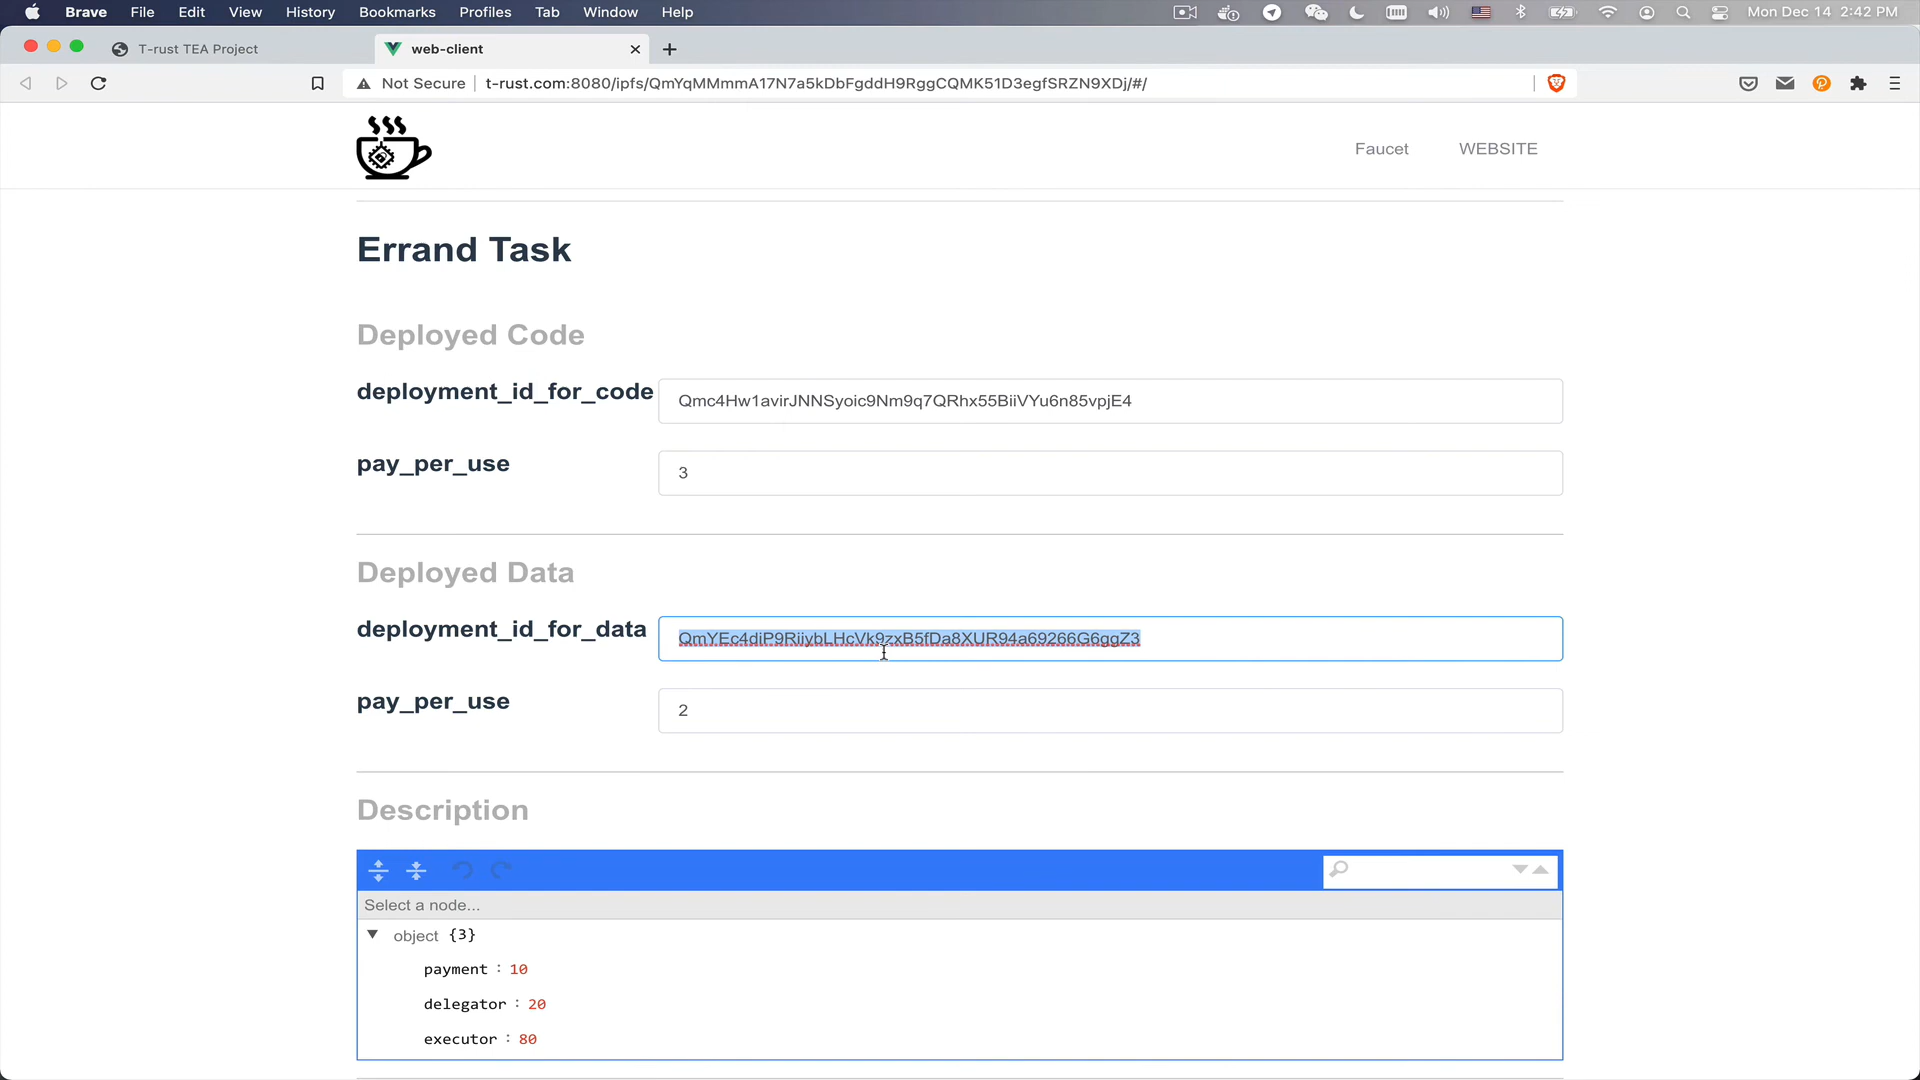 Brave File Edit View History Bookmarks Profiles Tab Window Help Mon Dec 14 2:42 PM
T-rust TEA Project web-client
Not Secure t-rust.com:8080/ipfs/QmYqMMmmA17N7a5kDbFgddH9RggCQMK51D3egfSRZN9XDj/#/
Faucet WEBSITE
Errand Task
Deployed Code
deployment_id_for_code Qmc4Hw1avirJNNSyoic9Nm9q7QRhx55BiiVYu6n85vpjE4
pay_per_use 3
Deployed Data
deployment_id_for_data QmYEc4diP9RijybLHcVk9zxB5fDa8XUR94a69266G6ggZ3
pay_per_use 2
Description
Select a node...
object {3}
payment : 10
delegator : 20
executor : 80